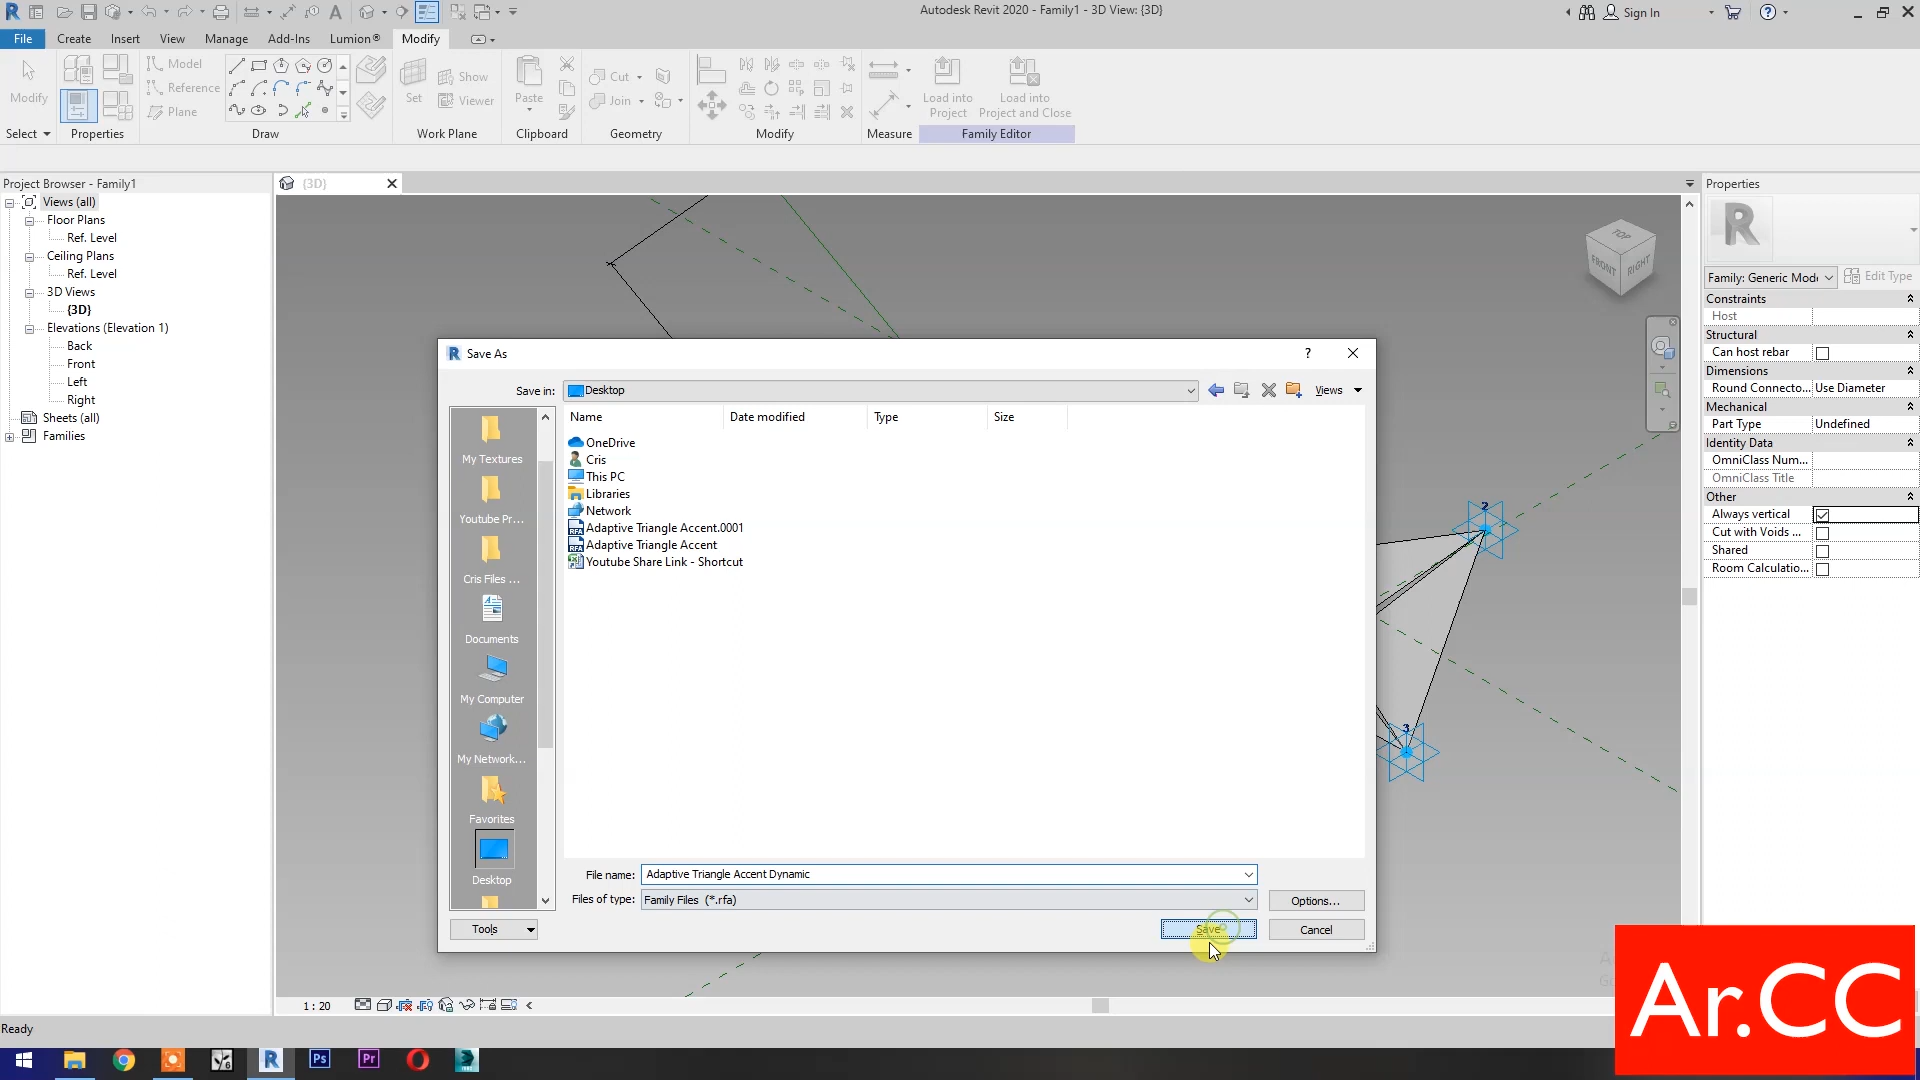 Autodesk Revit 2020 - Family1 - 3D View: {3D}
Sign In
File Create Insert View Manage Add-Ins Lumion® Modify
Modify
Model
Reference
Plane
Set
Show
Viewer
Paste
Cut
Join
Load into Project
Load into Project and Close
Select Properties Draw Work Plane Clipboard Geometry Modify Measure Family Editor
Project Browser - Family1
Views (all)
Floor Plans
Ref. Level
Ceiling Plans
Ref. Level
3D Views
{3D}
Elevations (Elevation 1)
Back
Front
Left
Right
Sheets (all)
Families
{3D}
TOP
FRONT
RIGHT
2
3
Save As
Save in: Desktop Views
Name Date modified Type Size
OneDrive
Cris
This PC
Libraries
Network
Adaptive Triangle Accent.0001
Adaptive Triangle Accent
Youtube Share Link - Shortcut
My Textures
Youtube Pr...
Cris Files ...
Documents
My Computer
My Network...
Favorites
Desktop
File name: Adaptive Triangle Accent Dynamic
Files of type: Family Files (*.rfa) Options...
Tools Save Cancel
Properties
Family: Generic Mode Edit Type
Constraints
Host
Structural
Can host rebar
Dimensions
Round Connecto... Use Diameter
Mechanical
Part Type Undefined
Identity Data
OmniClass Num...
OmniClass Title
Other
Always vertical
Cut with Voids ...
Shared
Room Calculatio...
1 : 20
Ready
Ps
Pr
Ar.CC